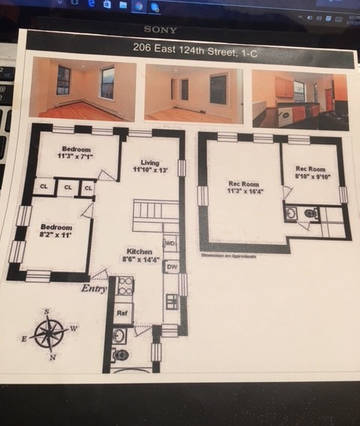 SONY
206 East 124th Street, 1-C
Bedroom
11'3" x 7'1"
Living
11'10" x 13'
CL
CL
CL
Bedroom
8'2" x 11'
Kitchen
8'6" x 14'4"
WD
DW
Entry
Ref
Rec Room
11'3" x 16'4"
Rec Room
8'10" x 9'10"
Dimensions are Approximate
S
W
E
N